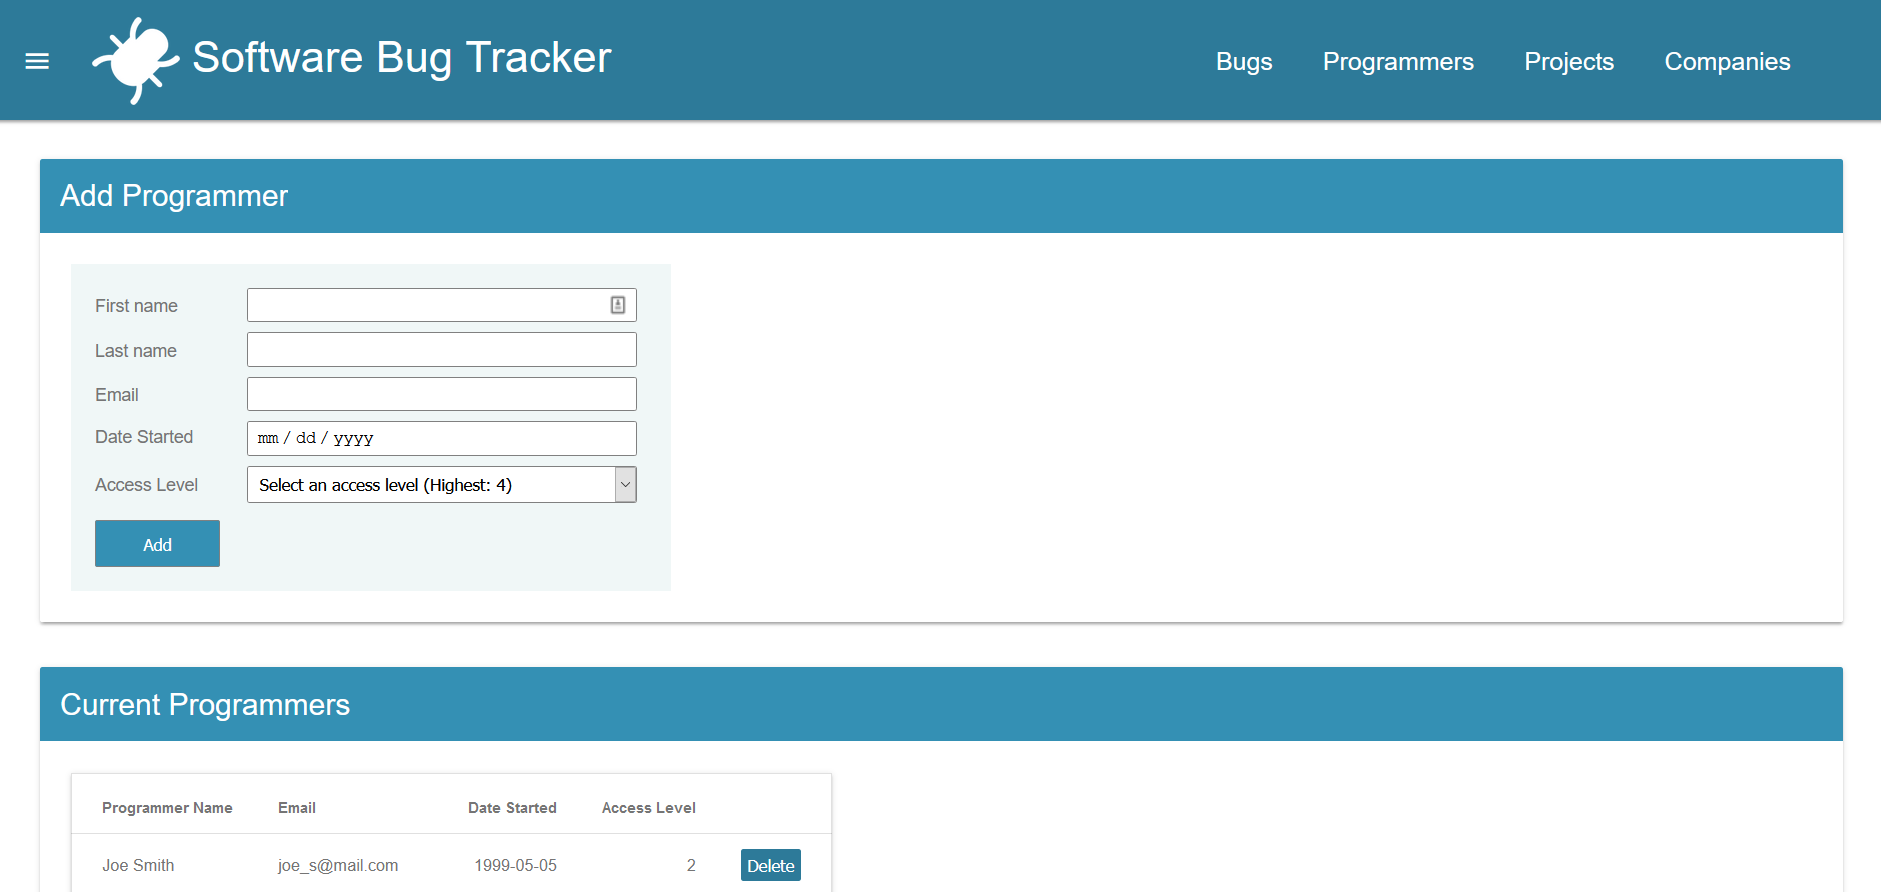 Software Bug Tracker
Bugs Programmers Projects Companies
Add Programmer
First name
Last name
Email
Date Started mm / dd / yyyy
Access Level Select an access level (Highest: 4)
Add
Current Programmers
Programmer Name Email Date Started Access Level
Joe Smith joe_s@mail.com 1999-05-05 2 Delete